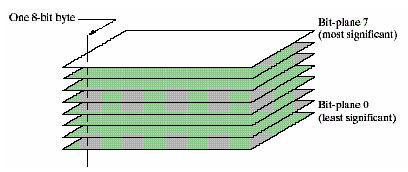 One 8-bit byte
Bit-plane 7
(most significant)
Bit-plane 0
(least significant)